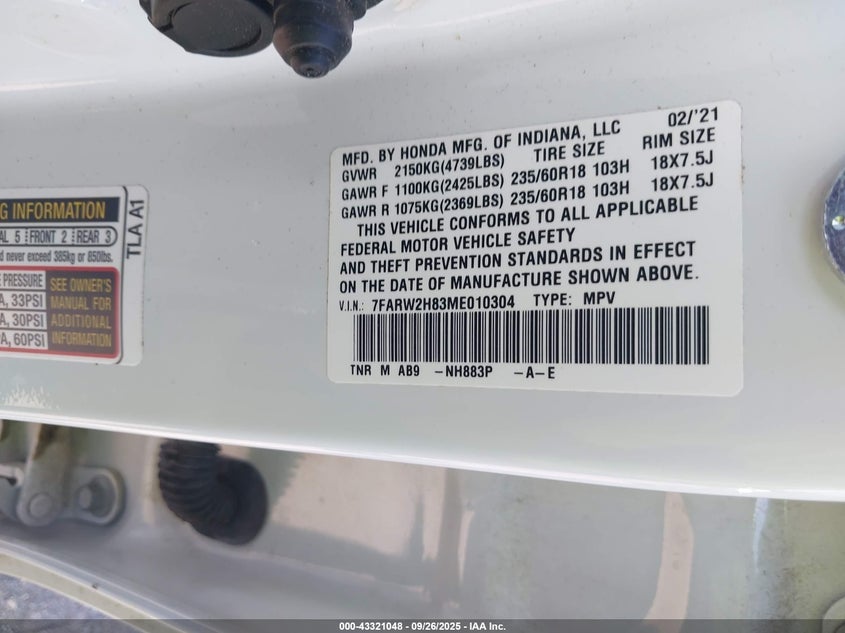 MFD. BY HONDA MFG. OF INDIANA, LLC 02/'21
GVWR 2150KG(4739LBS) TIRE SIZE RIM SIZE
GAWR F 1100KG(2425LBS) 235/60R18 103H 18X7.5J
GAWR R 1075KG(2369LBS) 235/60R18 103H 18X7.5J
THIS VEHICLE CONFORMS TO ALL APPLICABLE
FEDERAL MOTOR VEHICLE SAFETY
AND THEFT PREVENTION STANDARDS IN EFFECT
ON THE DATE OF MANUFACTURE SHOWN ABOVE.
V.I.N.: 7FARW2H83ME010304 TYPE: MPV
TNR M AB9 -NH883P -A-E
G INFORMATION
AL 5 FRONT 2 REAR 3
d never exceed 385kg or 850lbs.
E PRESSURE
A, 33PSI
A, 30PSI
PA, 60PSI
SEE OWNER'S
MANUAL FOR
ADDITIONAL
INFORMATION
TLA A1
000-43321048 - 09/26/2025 - IAA Inc.